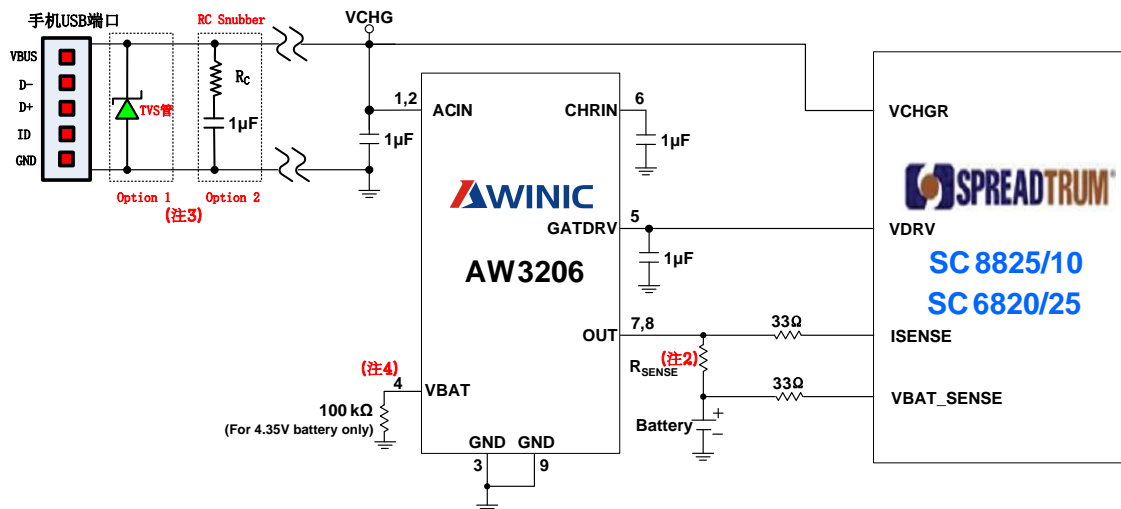 手机USB端口
RC Snubber
VCHG
VBUS
D-
D+
ID
GND
TVS管
RC
1μF
Option 1
Option 2
(注3)
1,2
1μF
ACIN
CHRIN
6
1μF
AWINIC
GATDRV
5
1μF
AW3206
OUT
7,8
(注2)
RSENSE
33Ω
33Ω
Battery
+
−
(注4)
4
VBAT
100 kΩ
(For 4.35V battery only)
GND
GND
3
9
VCHGR
SPREADTRUM®
VDRV
SC 8825/10
SC 6820/25
ISENSE
VBAT_SENSE